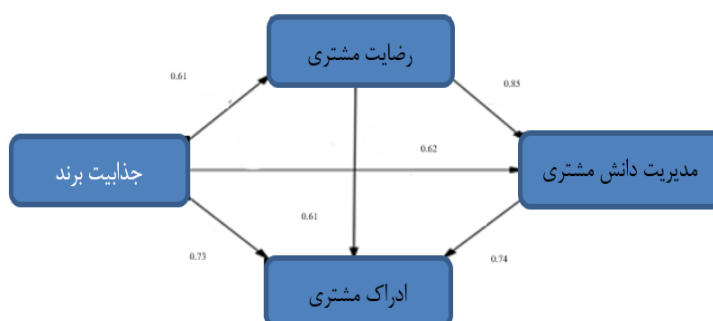 رضایت مشتری
0.61
0.85
جذابیت برند
0.62
مدیریت دانش مشتری
0.61
0.73
0.74
ادراک مشتری